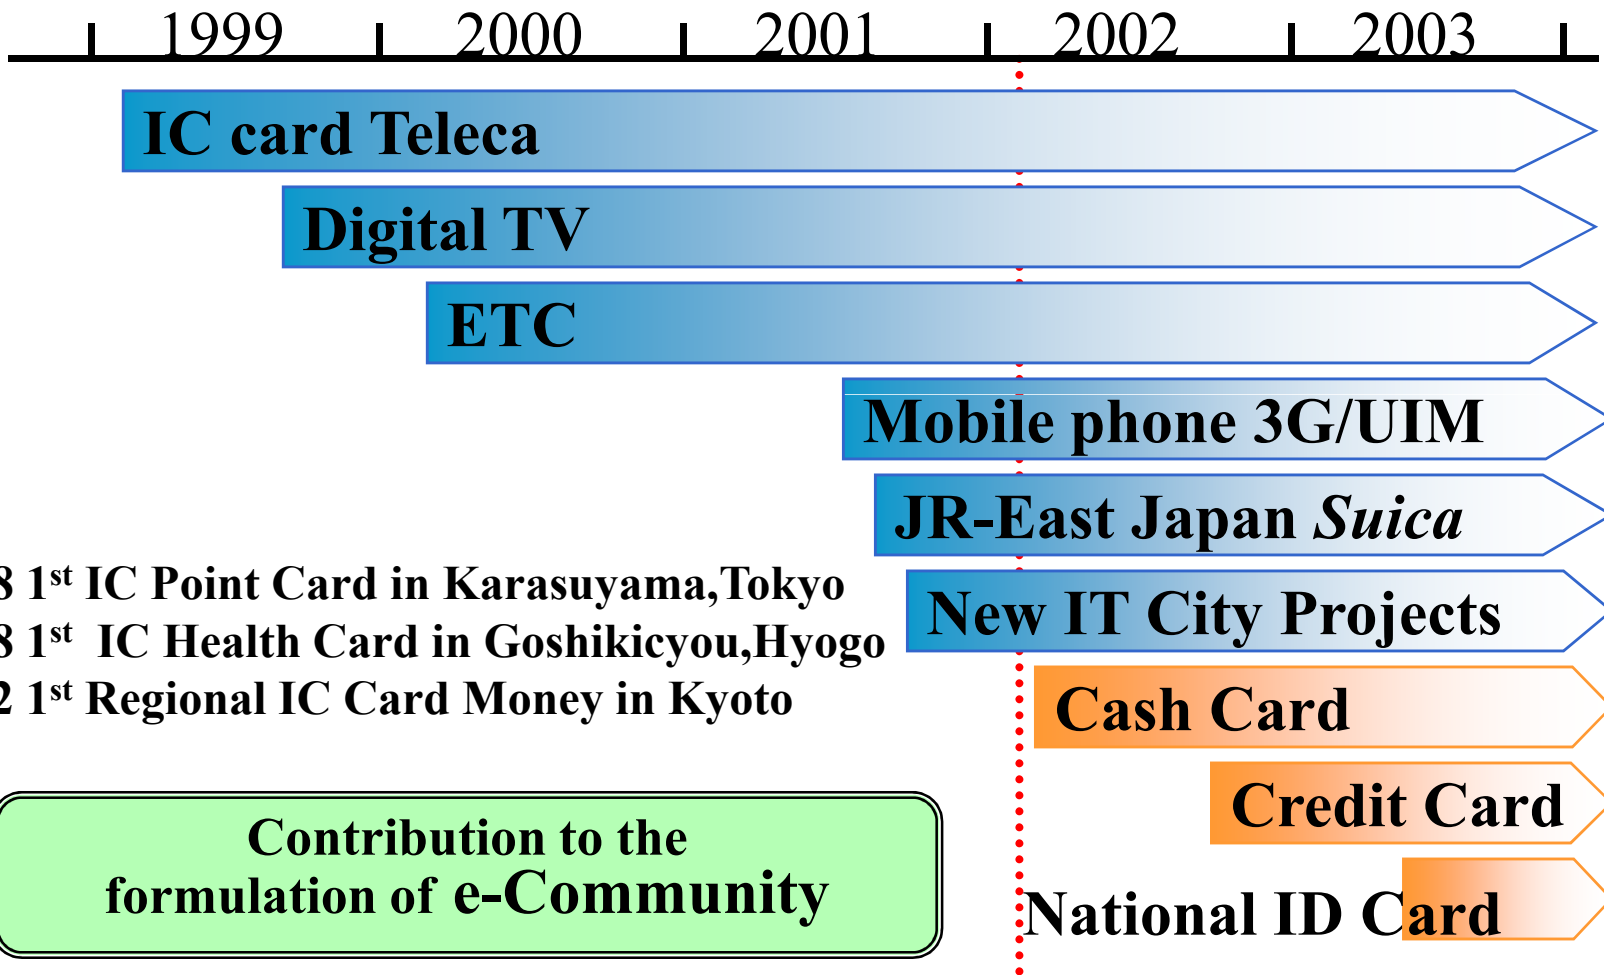 1999 2000 2001 2002 2003
IC card Teleca
Digital TV
ETC
Mobile phone 3G/UIM
JR-East Japan Suica
8 1st IC Point Card in Karasuyama,Tokyo
New IT City Projects
8 1st IC Health Card in Goshikicyou,Hyogo
2 1st Regional IC Card Money in Kyoto
Cash Card
Credit Card
Contribution to the
formulation of e-Community
National ID Card